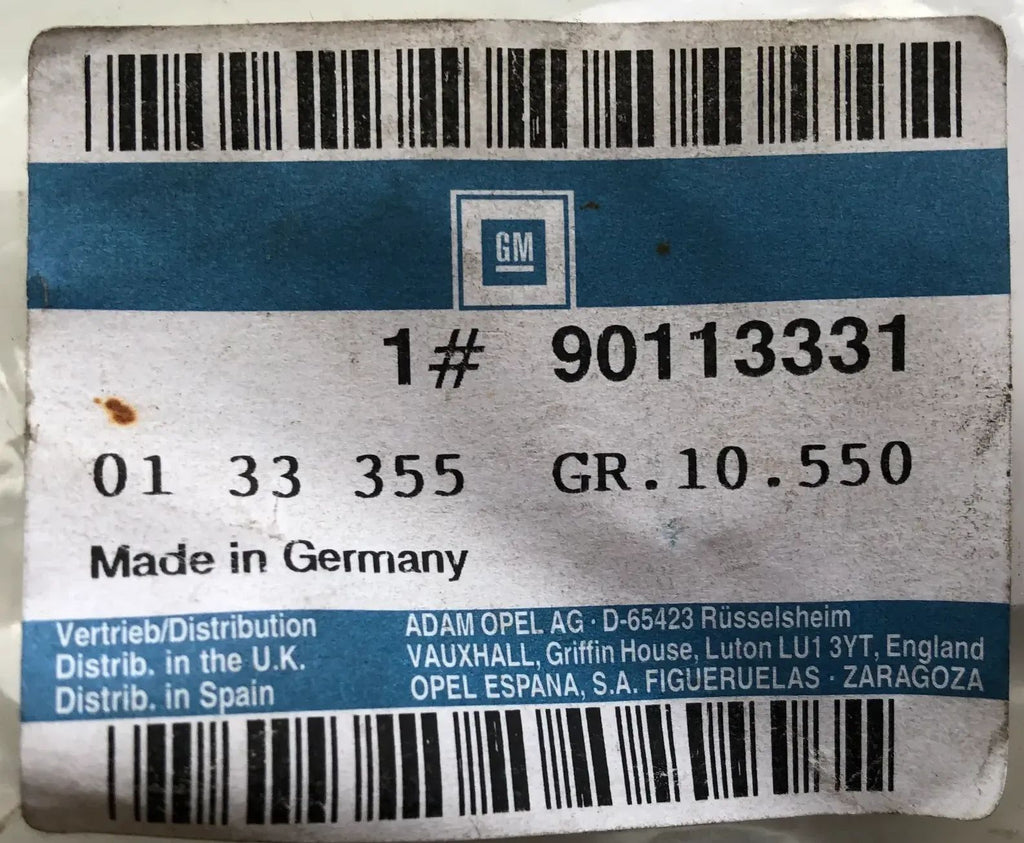 GM
1# 90113331
01 33 355 GR.10.550
Made in Germany
Vertrieb/Distribution ADAM OPEL AG · D-65423 Rüsselsheim
Distrib. in the U.K. VAUXHALL, Griffin House, Luton LU1 3YT, England
Distrib. in Spain OPEL ESPANA, S.A. FIGUERUELAS · ZARAGOZA